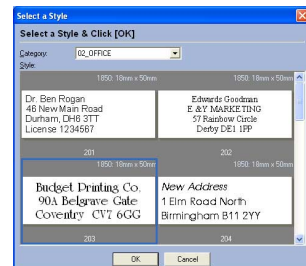 Select a Style
Select a Style & Click [OK]
Category: 02_OFFICE
Style:
1850: 18mm x 50mm
1850: 18mm x 50mm
Dr. Ben Rogan
46 New Main Road
Durham, DH6 3TT
License 1234567
Edwards Goodman
E &Y MARKETING
57 Rainbow Circle
Derby DE1 1PP
201
202
1850: 18mm x 50mm
1850: 18mm x 50mm
Budget Printing Co.
90A Belgrave Gate
Coventry CV7 6GG
New Address
1 Elm Road North
Birmingham B11 2YY
203
204
OK
Cancel